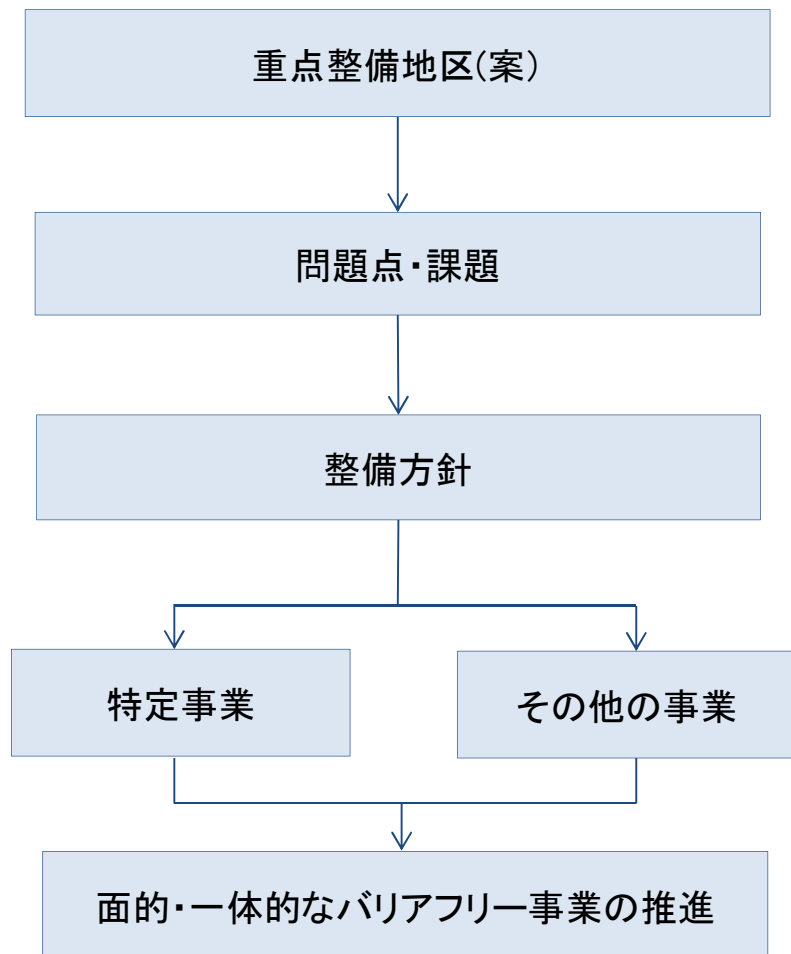 重点整備地区(案)
問題点・課題
整備方針
特定事業
その他の事業
面的・一体的なバリアフリー事業の推進